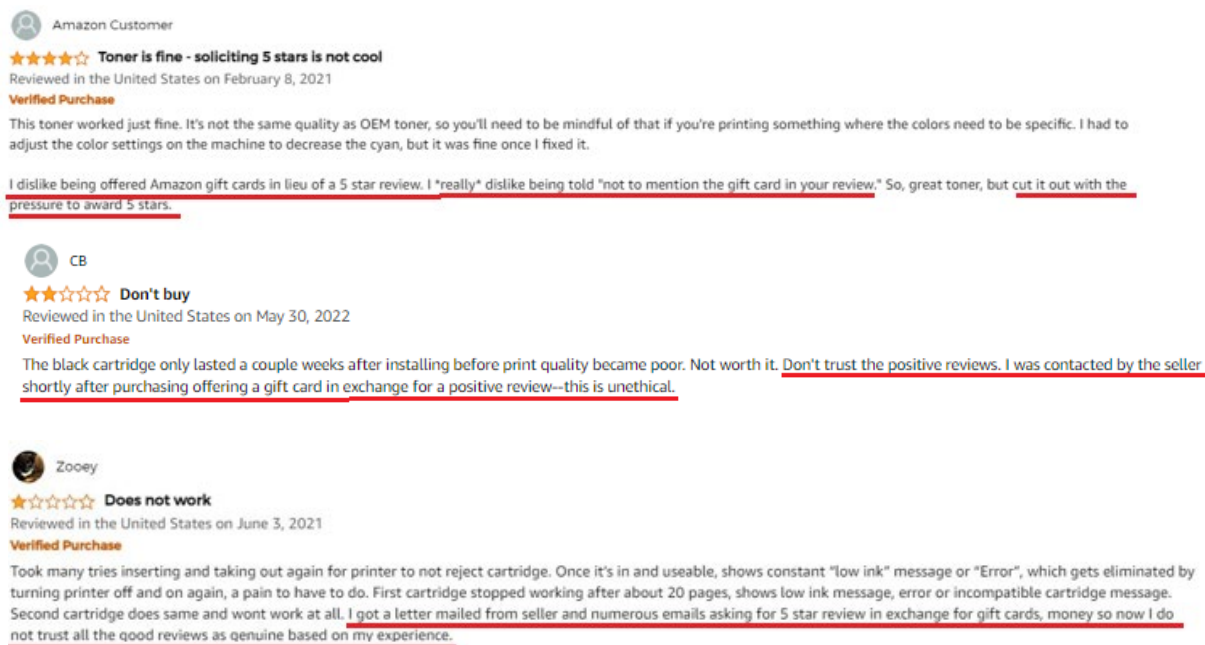 Amazon Customer
Toner is fine - soliciting 5 stars is not cool
Reviewed in the United States on February 8, 2021
Verified Purchase
This toner worked just fine. It's not the same quality as OEM toner, so you'll need to be mindful of that if you're printing something where the colors need to be specific. I had to
adjust the color settings on the machine to decrease the cyan, but it was fine once I fixed it.
I dislike being offered Amazon gift cards in lieu of a 5 star review. I *really* dislike being told "not to mention the gift card in your review." So, great toner, but cut it out with the
pressure to award 5 stars.
CB
Don't buy
Reviewed in the United States on May 30, 2022
Verified Purchase
The black cartridge only lasted a couple weeks after installing before print quality became poor. Not worth it. Don't trust the positive reviews. I was contacted by the seller
shortly after purchasing offering a gift card in exchange for a positive review--this is unethical.
Zooey
Does not work
Reviewed in the United States on June 3, 2021
Verified Purchase
Took many tries inserting and taking out again for printer to not reject cartridge. Once it's in and useable, shows constant "low ink" message or "Error", which gets eliminated by
turning printer off and on again, a pain to have to do. First cartridge stopped working after about 20 pages, shows low ink message, error or incompatible cartridge message.
Second cartridge does same and wont work at all. I got a letter mailed from seller and numerous emails asking for 5 star review in exchange for gift cards, money so now I do
not trust all the good reviews as genuine based on my experience.